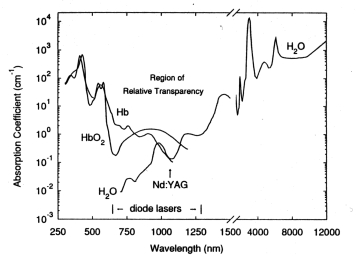 10⁴
10³
10²
10¹
10⁰
10⁻¹
10⁻²
10⁻³
Absorption Coefficient (cm⁻¹)
H₂O
Region of
Relative Transparency
Hb
HbO₂
Nd:YAG
H₂O
diode lasers
250 500 750 1000 1250 1500 4000 8000 12000
Wavelength (nm)